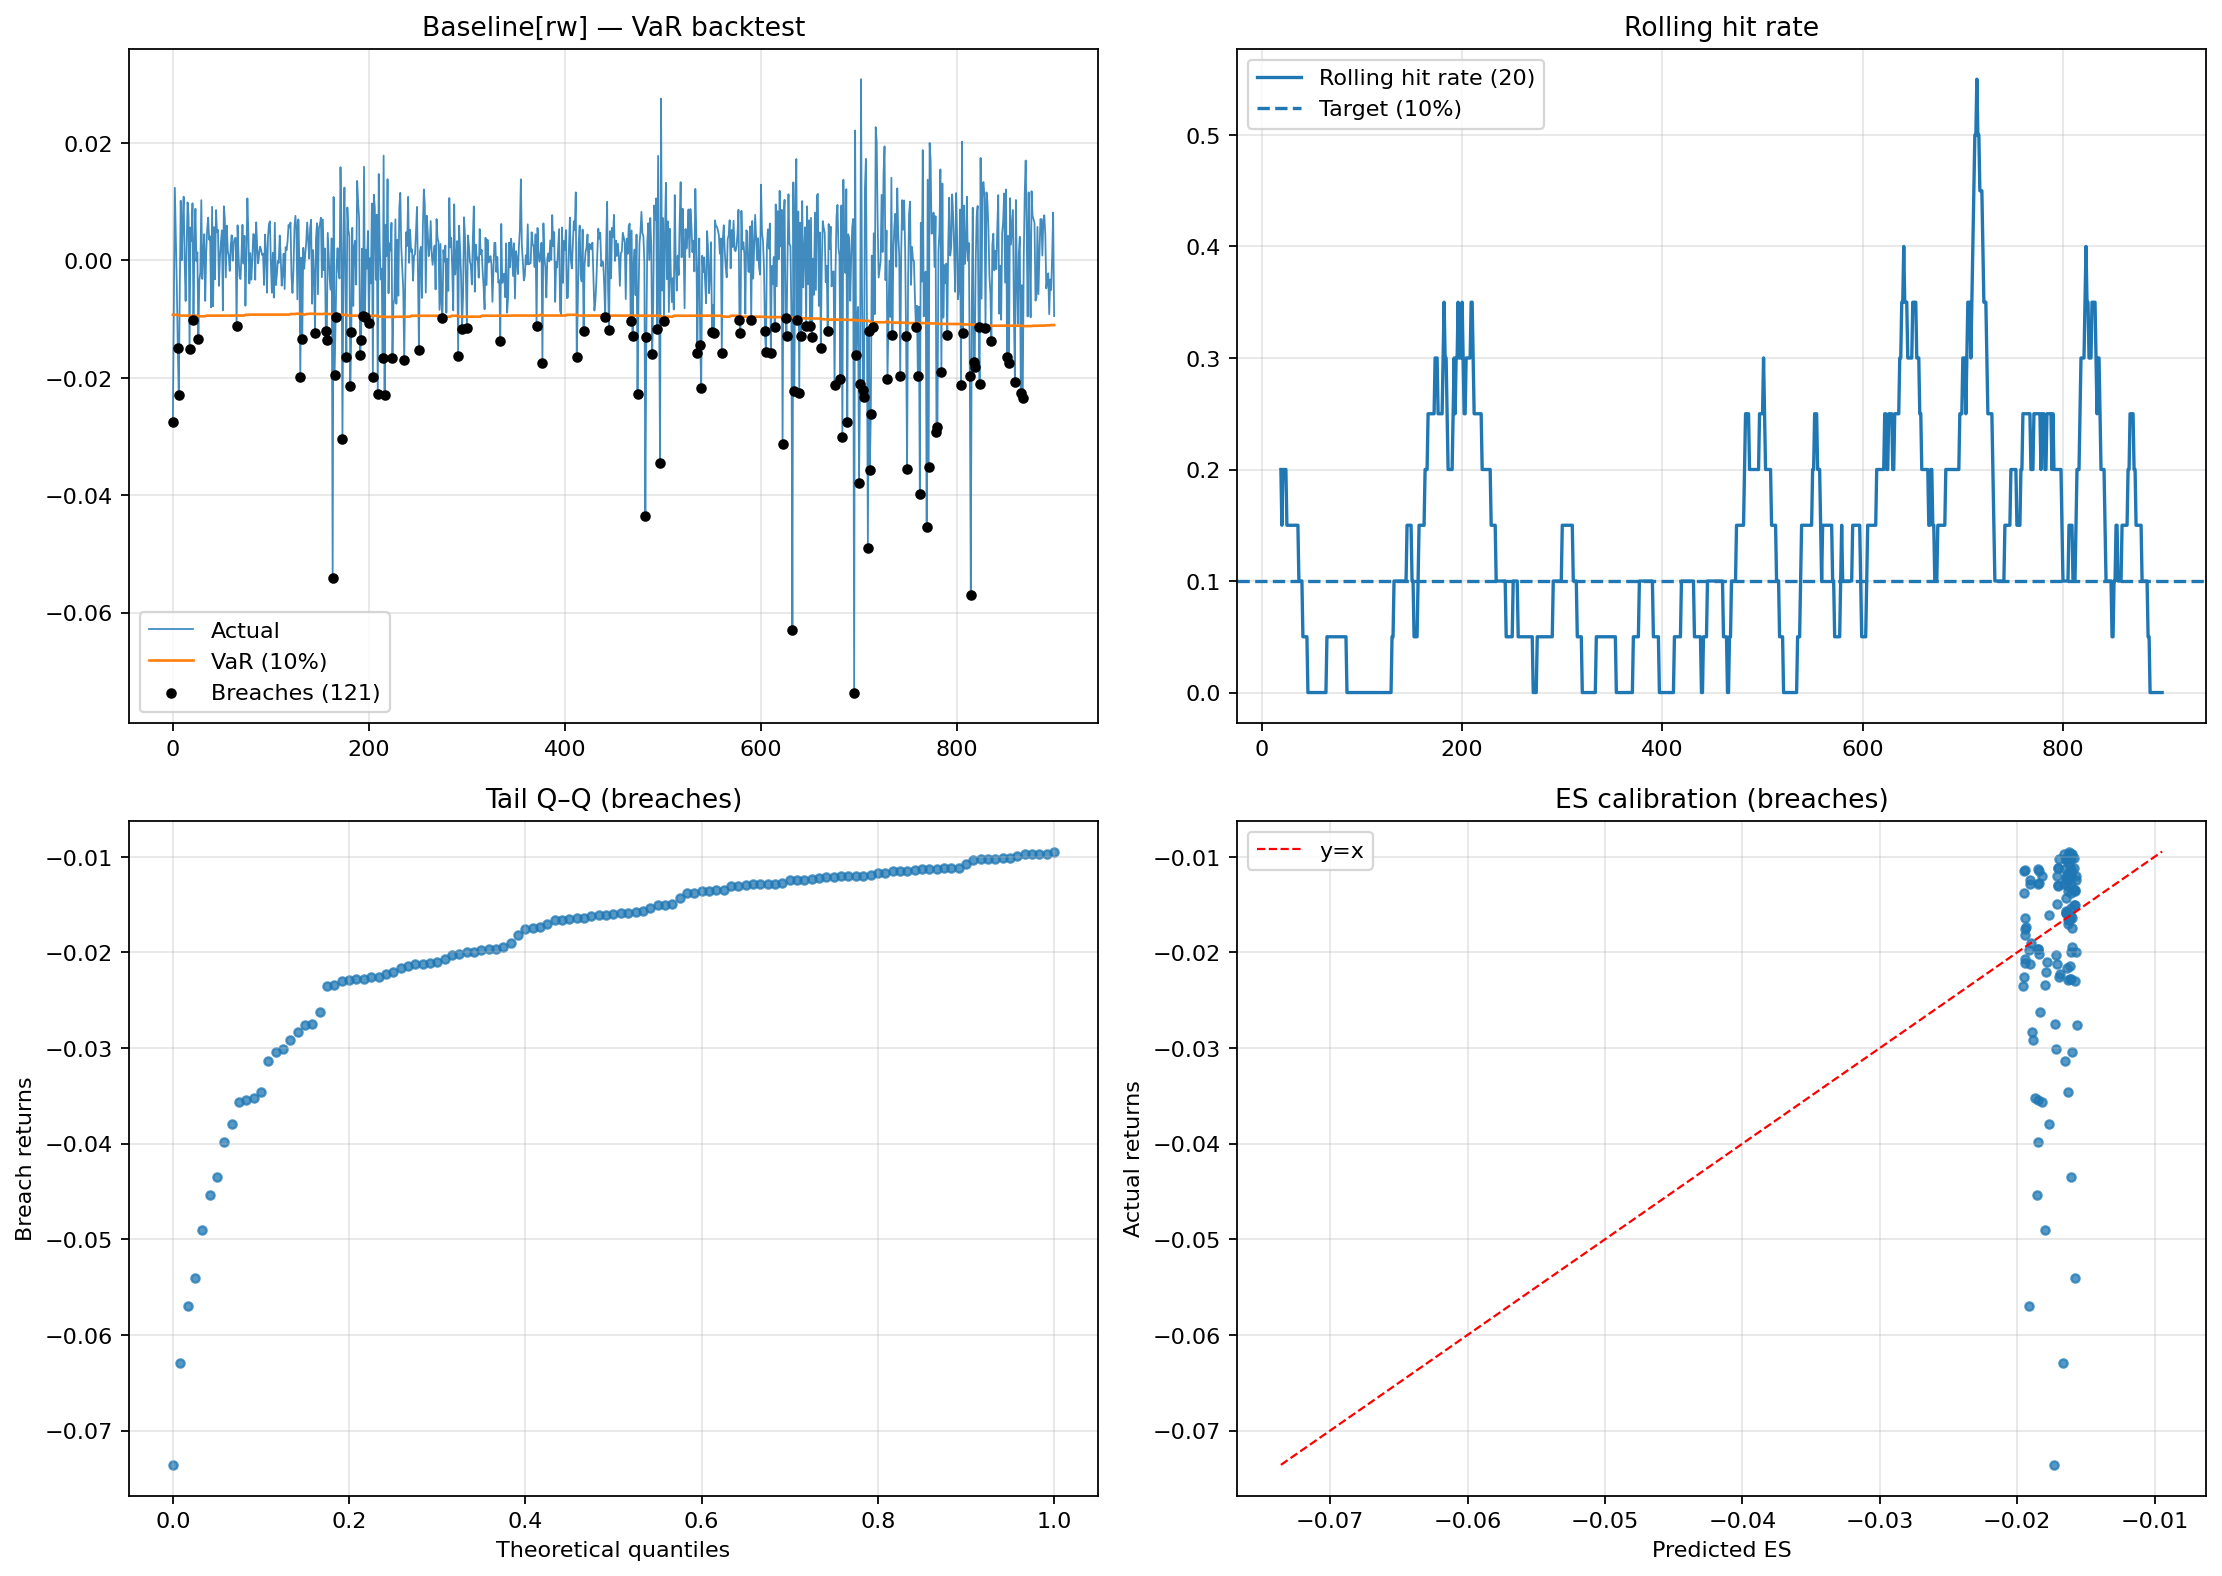 Baseline[rw] — VaR backtest
0.02
0.00
−0.02
−0.04
−0.06
Actual
VaR (10%)
Breaches (121)
0 200 400 600 800
Rolling hit rate
Rolling hit rate (20)
Target (10%)
0.5
0.4
0.3
0.2
0.1
0.0
0 200 400 600 800
Tail Q–Q (breaches)
Breach returns
−0.01
−0.02
−0.03
−0.04
−0.05
−0.06
−0.07
0.0 0.2 0.4 0.6 0.8 1.0
Theoretical quantiles
ES calibration (breaches)
y=x
Actual returns
−0.01
−0.02
−0.03
−0.04
−0.05
−0.06
−0.07
−0.07 −0.06 −0.05 −0.04 −0.03 −0.02 −0.01
Predicted ES